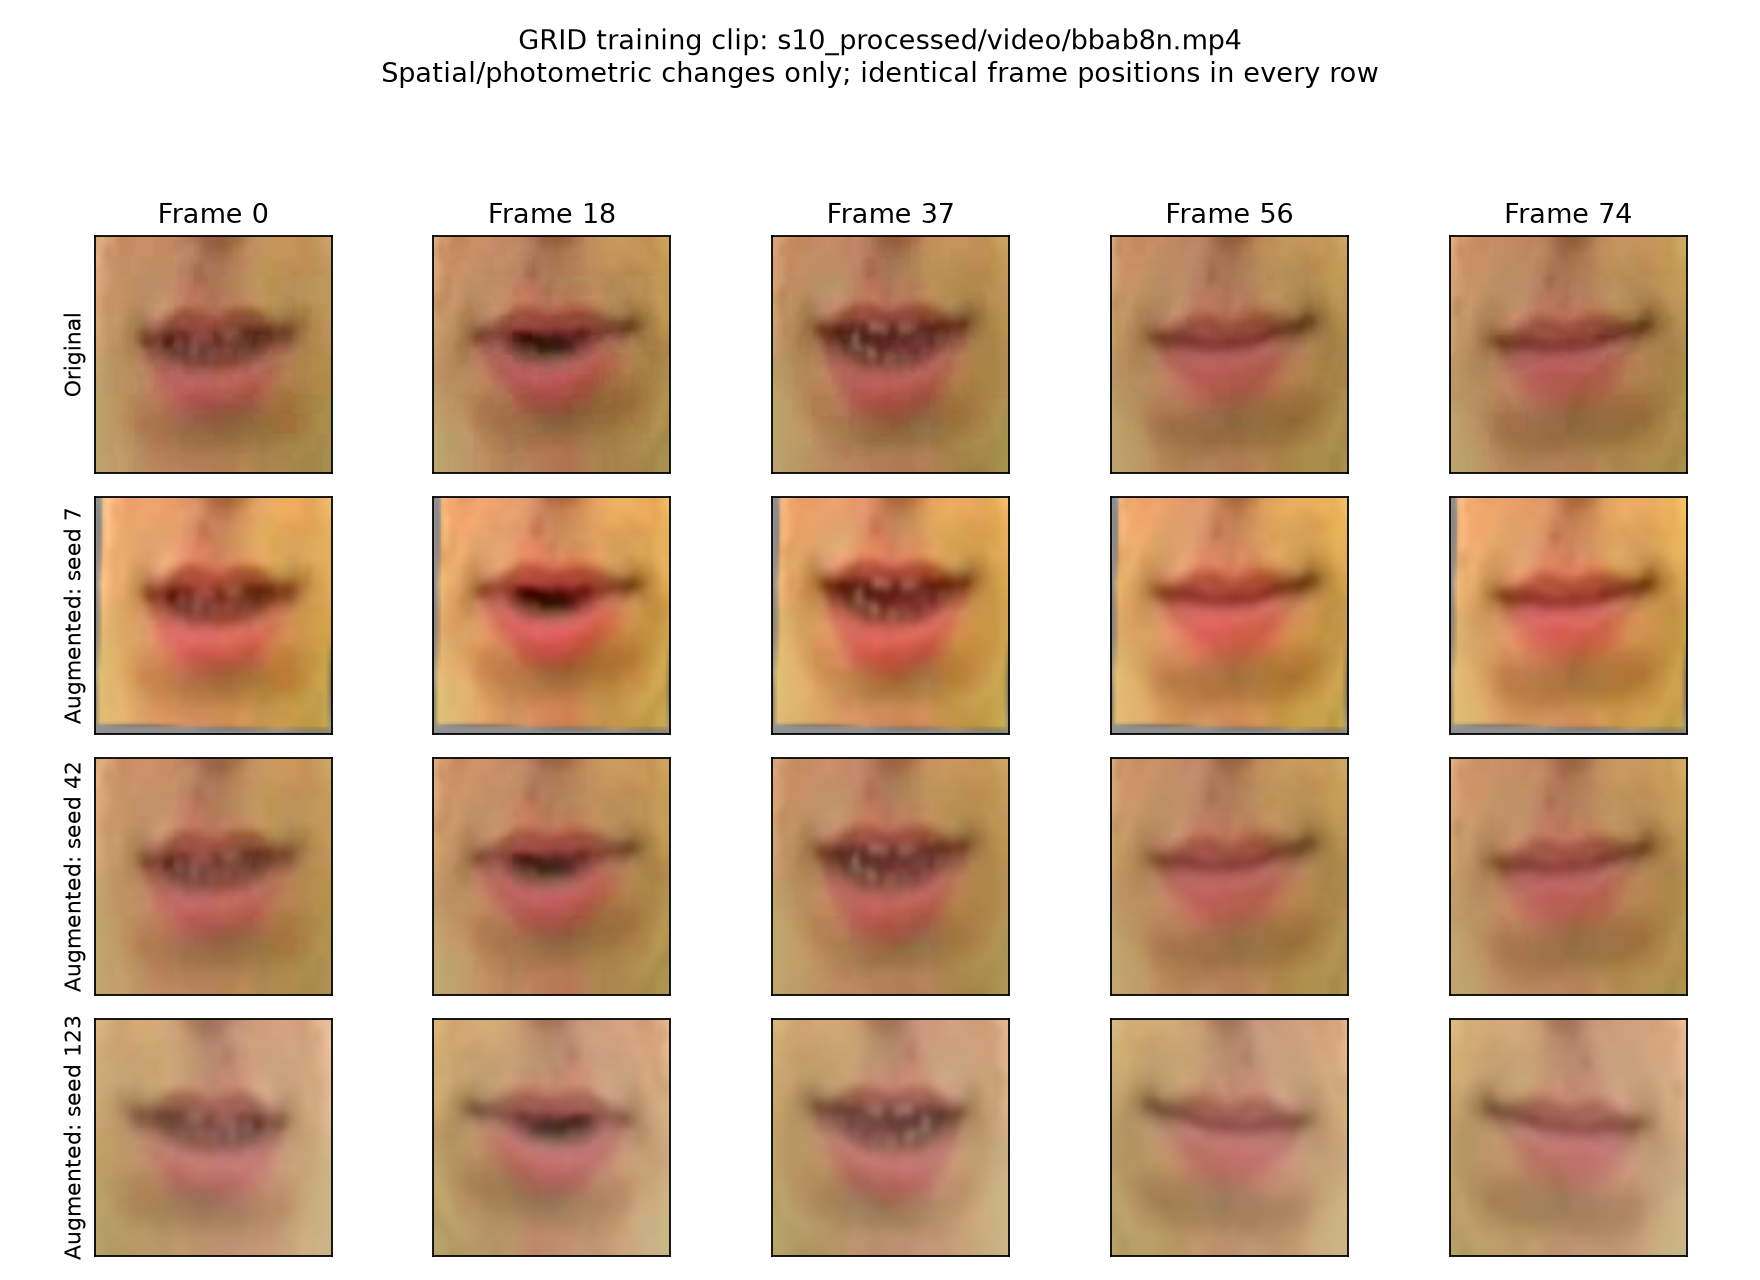 GRID training clip: s10_processed/video/bbab8n.mp4
Spatial/photometric changes only; identical frame positions in every row
Frame 0
Frame 18
Frame 37
Frame 56
Frame 74
Original
Augmented: seed 7
Augmented: seed 42
Augmented: seed 123